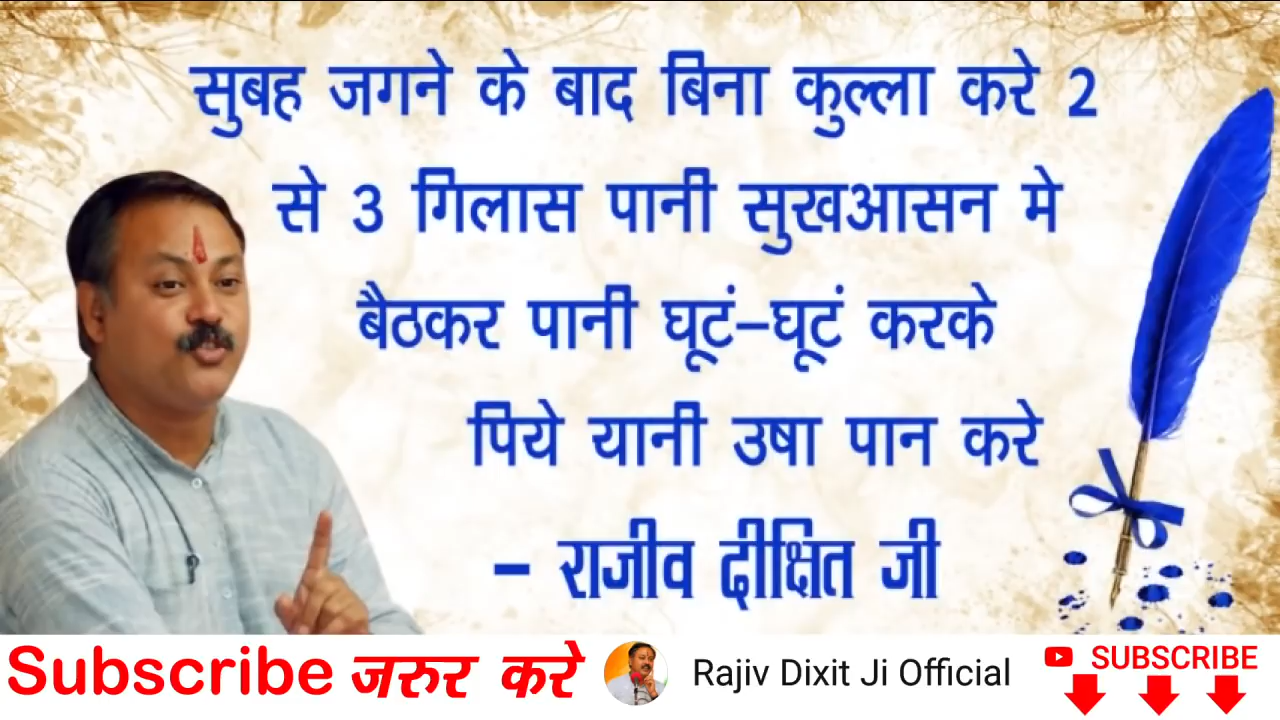 सुबह जगने के बाद बिना कुल्ला करे 2
से 3 गिलास पानी सुखआसन मे
बैठकर पानी घूटं–घूटं करके
पिये यानी उषा पान करे
– राजीव दीक्षित जी
Subscribe जरुर करे
Rajiv Dixit Ji Official
SUBSCRIBE